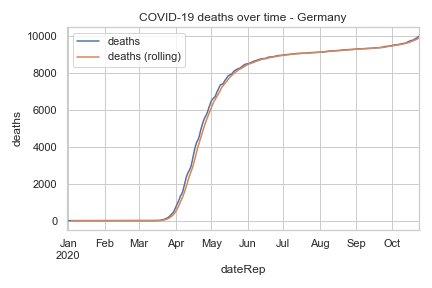 COVID-19 deaths over time - Germany
deaths
deaths (rolling)
10000
8000
6000
4000
2000
0
deaths
Jan Feb Mar Apr May Jun Jul Aug Sep Oct
2020
dateRep